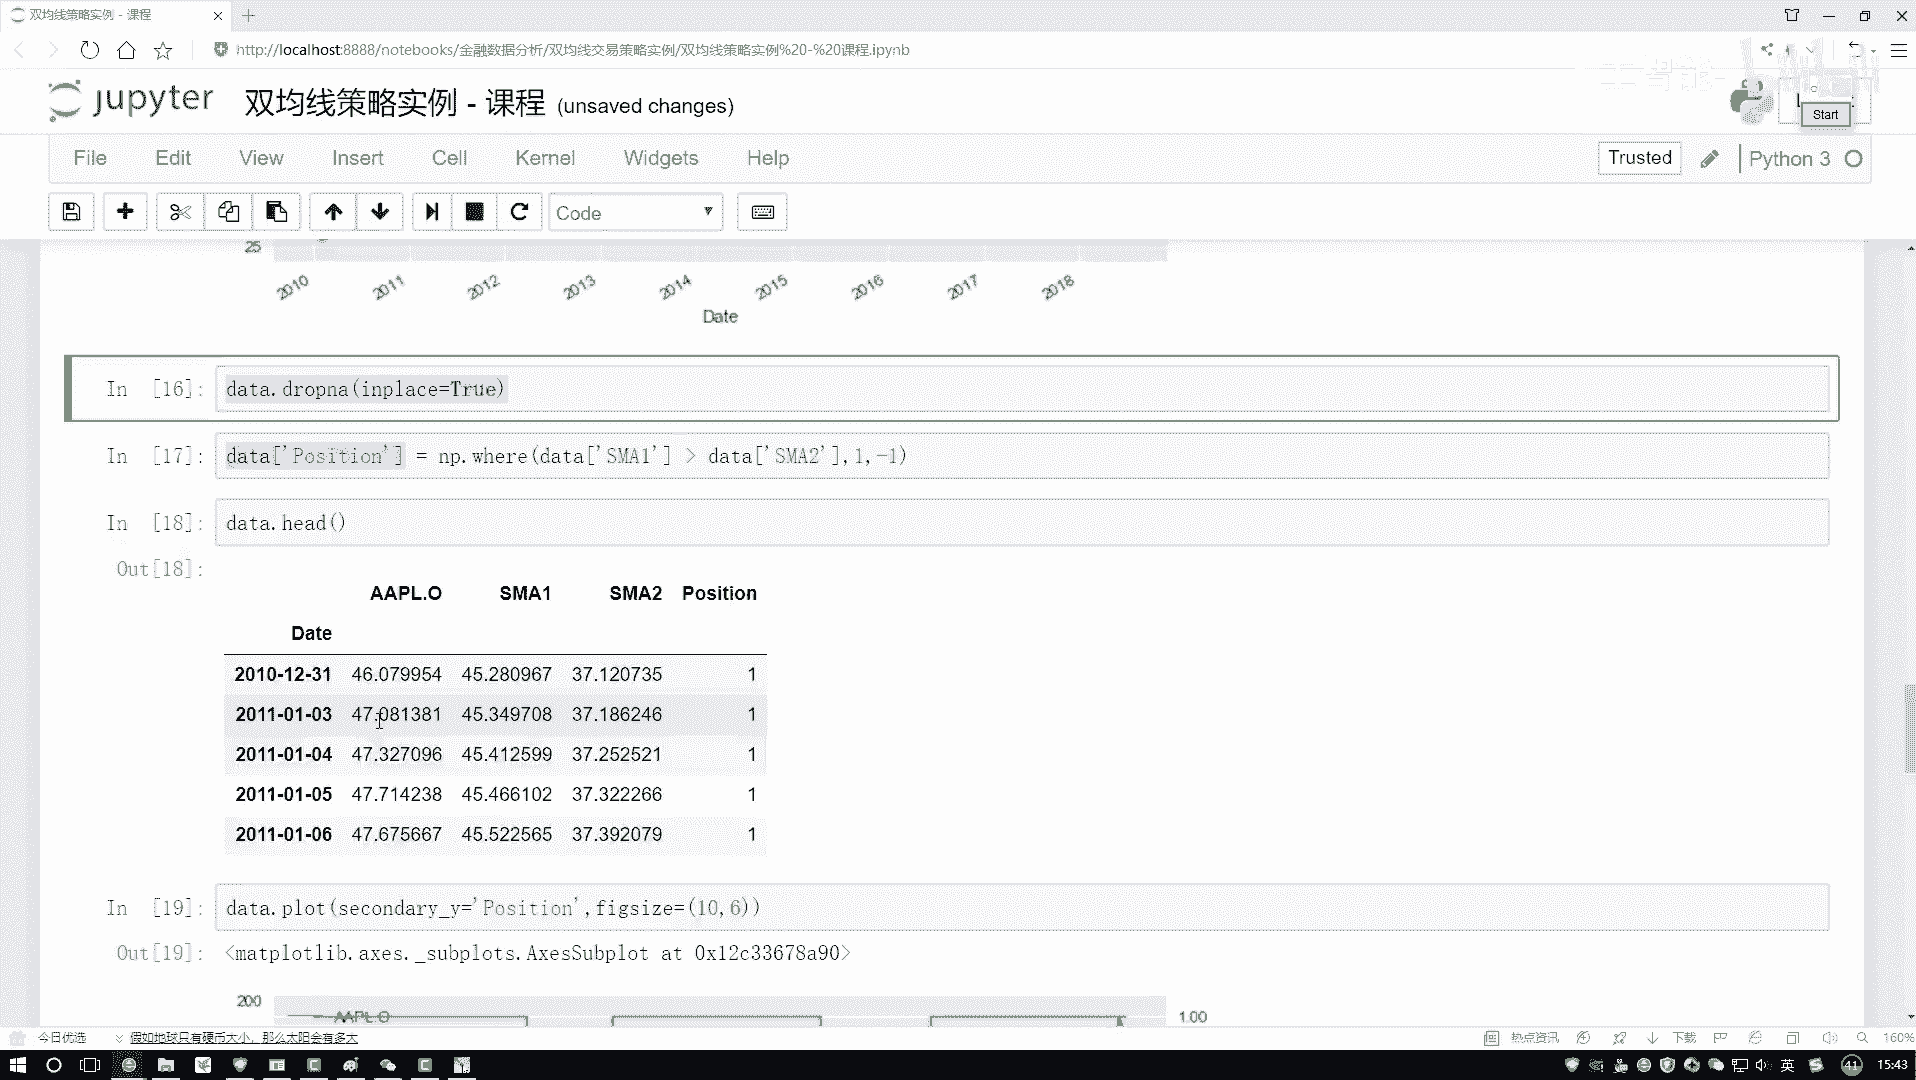 双均线策略实例 - 课程
http://localhost:8888/notebooks/金融数据分析/双均线交易策略实例/双均线策略实例%20-%20课程.ipynb
jupyter 双均线策略实例 - 课程 (unsaved changes)
Start
File Edit View Insert Cell Kernel Widgets Help
Trusted Python 3
Code
25
2010 2011 2012 2013 2014 2015 2016 2017 2018
Date
In [16]: data.dropna(inplace=True)
In [17]: data['Position'] = np.where(data['SMA1'] > data['SMA2'],1,-1)
In [18]: data.head()
Out[18]:
AAPL.O SMA1 SMA2 Position
Date
2010-12-31 46.079954 45.280967 37.120735 1
2011-01-03 47.081381 45.349708 37.186246 1
2011-01-04 47.327096 45.412599 37.252521 1
2011-01-05 47.714238 45.466102 37.322266 1
2011-01-06 47.675667 45.522565 37.392079 1
In [19]: data.plot(secondary_y='Position',figsize=(10,6))
Out[19]: <matplotlib.axes._subplots.AxesSubplot at 0x12c33678a90>
200
AAPL.O
1.00
今日优选 假如地球只有硬币大小，那么太阳会有多大
热点资讯 下载 160%
英 41 15:43